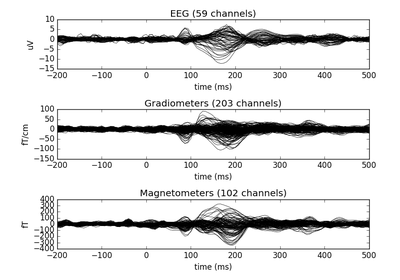 EEG (59 channels)
10
5
0
−5
−10
−15
uV
−200 −100 0 100 200 300 400 500
time (ms)
Gradiometers (203 channels)
100
50
0
−50
−100
−150
fT/cm
−200 −100 0 100 200 300 400 500
time (ms)
Magnetometers (102 channels)
400
300
200
100
0
−100
−200
−300
−400
fT
−200 −100 0 100 200 300 400 500
time (ms)